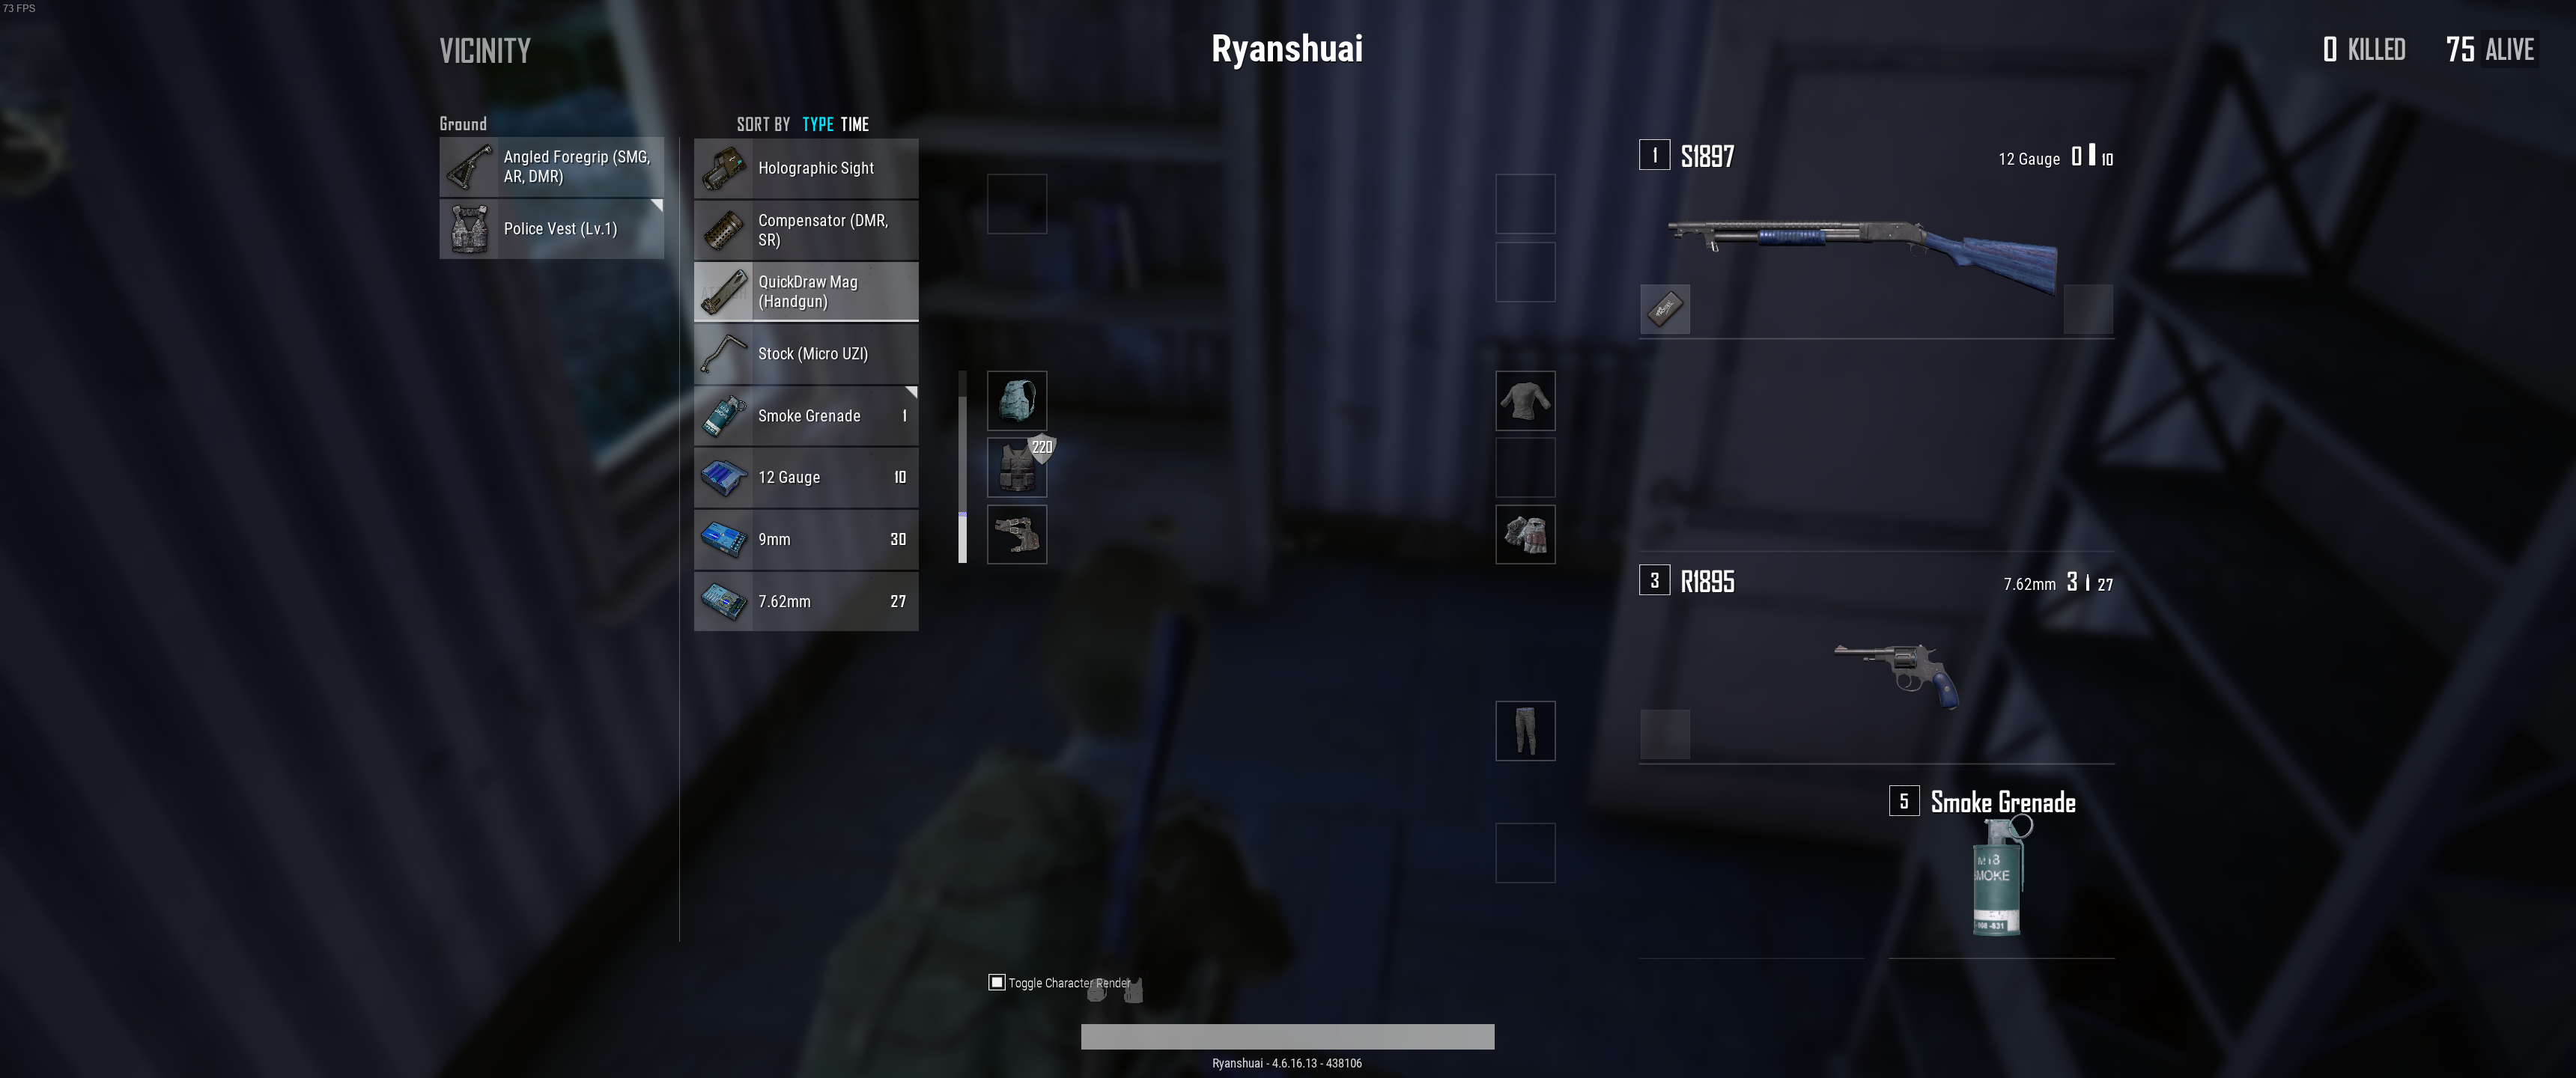 73 FPS
VICINITY
Ryanshuai
0 KILLED 75 ALIVE
Ground
SORT BY TYPE TIME
Angled Foregrip (SMG,
AR, DMR)
Police Vest (Lv.1)
Holographic Sight
Compensator (DMR,
SR)
QuickDraw Mag
(Handgun)
Stock (Micro UZI)
Smoke Grenade 1
12 Gauge 10
9mm 30
7.62mm 27
220
1 S1897 12 Gauge 0 10
3 R1895 7.62mm 3 27
5 Smoke Grenade
M18
SMOKE
Toggle Character Render
Ryanshuai - 4.6.16.13 - 438106